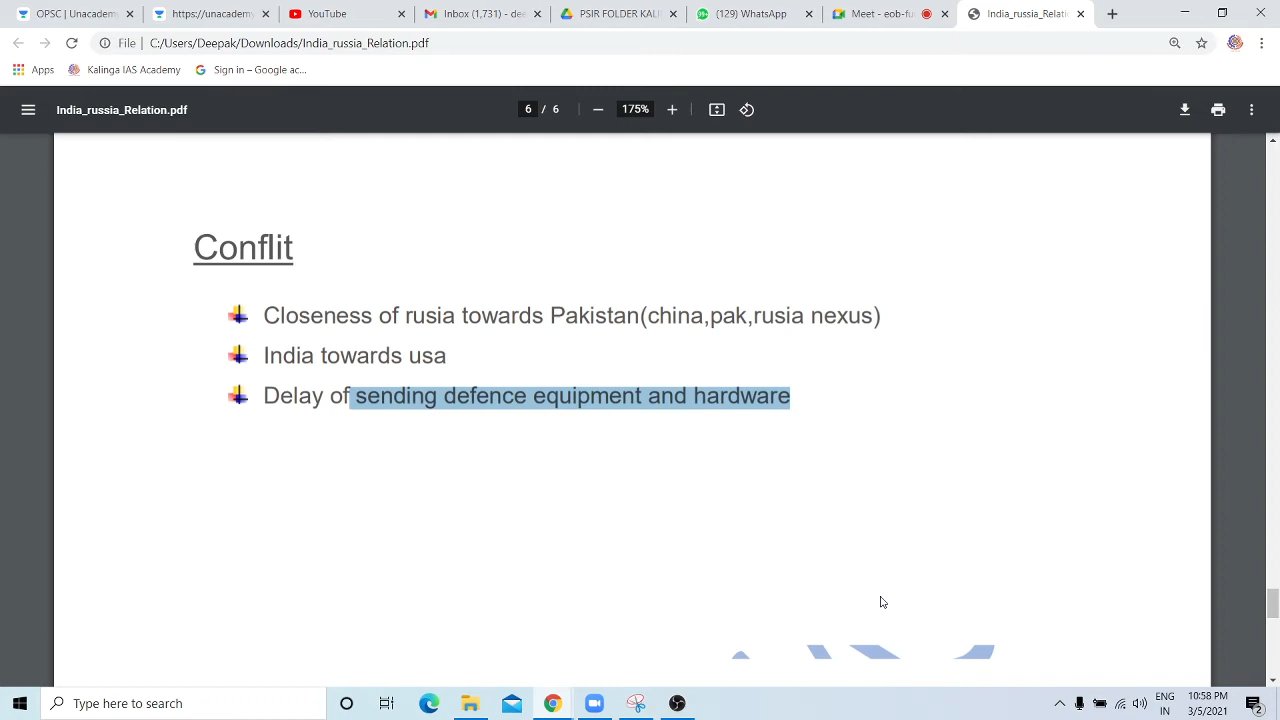 OPSC | Unacadem
https://unacadem
YouTube
Inbox (1,731) - dee
PSIR FOLDER KALI
(129) WhatsApp
Meet - eob-fu
India_russia_Relati
File | C:/Users/Deepak/Downloads/India_russia_Relation.pdf
Apps Kalinga IAS Academy Sign in – Google ac...
India_russia_Relation.pdf 6 / 6 175%
Conflit
Closeness of rusia towards Pakistan(china,pak,rusia nexus)
India towards usa
Delay of sending defence equipment and hardware
Type here to search
ENG
IN
10:58 PM
3/5/2021
2